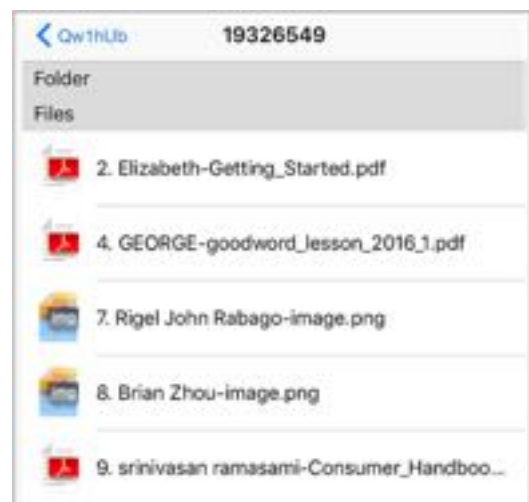 Qw1hUb 19326549
Folder
Files
2. Elizabeth-Getting_Started.pdf
4. GEORGE-goodword_lesson_2016_1.pdf
7. Rigel John Rabago-image.png
8. Brian Zhou-image.png
9. srinivasan ramasami-Consumer_Handboo...